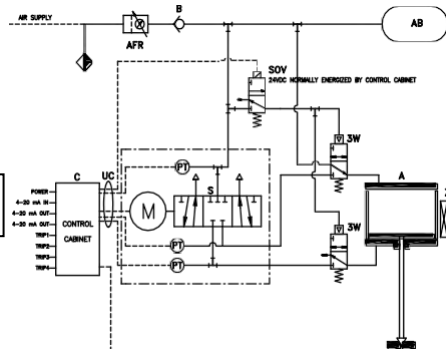 AIR SUPPLY
B
AFR
AB
SOV
24VDC NORMALLY ENERGIZED BY CONTROL CABINET
3W
C
UC
PT
S
A
POWER
4-20 mA IN
4-20 mA OUT
4-20 mA OUT
TRIP1
TRIP2
TRIP3
TRIP4
CONTROL
CABINET
M
PT
PT
3W